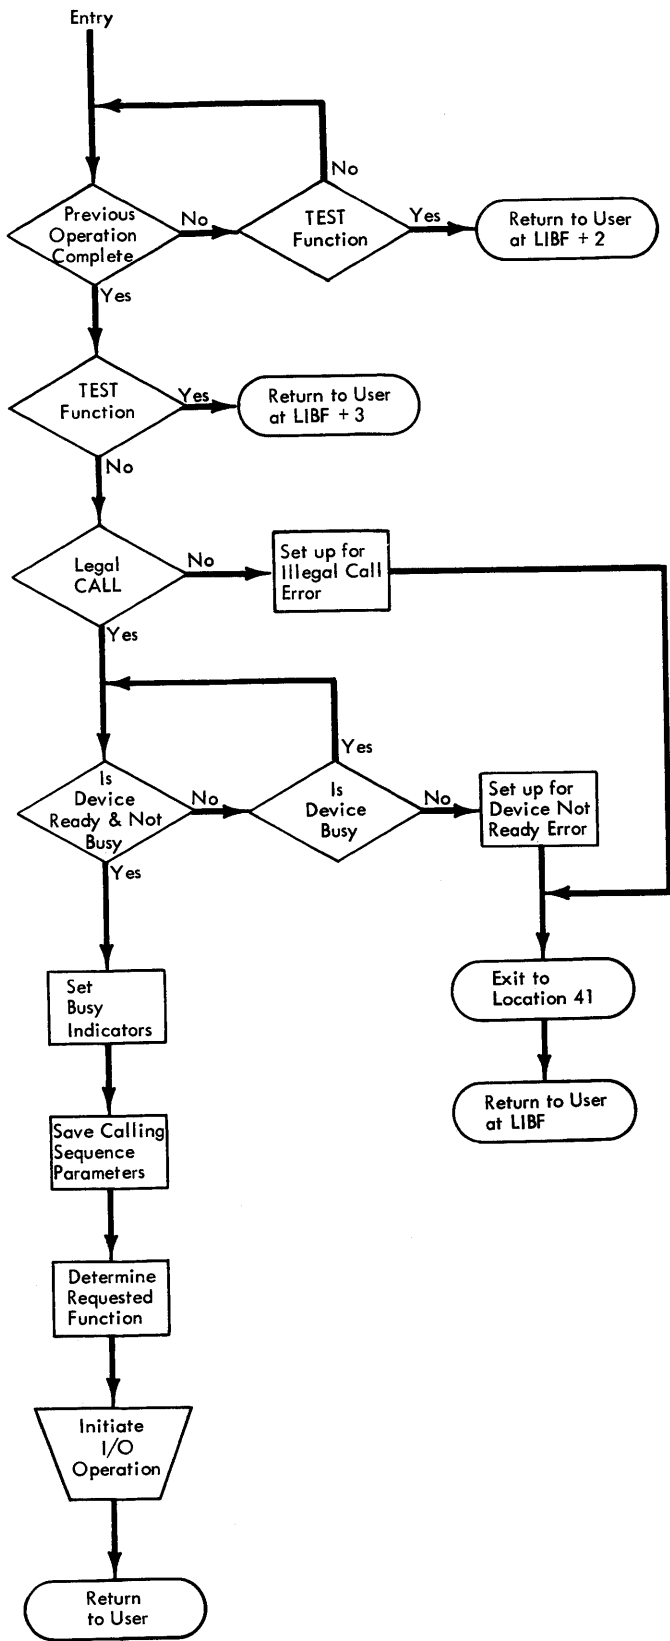 Entry
No
Previous
Operation
Complete
No
TEST
Function
Yes
Return to User
at LIBF + 2
Yes
TEST
Function
Yes
Return to User
at LIBF + 3
No
Legal
CALL
No
Set up for
Illegal Call
Error
Yes
Yes
Is
Device
Ready & Not
Busy
No
Is
Device
Busy
No
Set up for
Device Not
Ready Error
Yes
Set
Busy
Indicators
Exit to
Location 41
Return to User
at LIBF
Save Calling
Sequence
Parameters
Determine
Requested
Function
Initiate
I/O
Operation
Return
to User